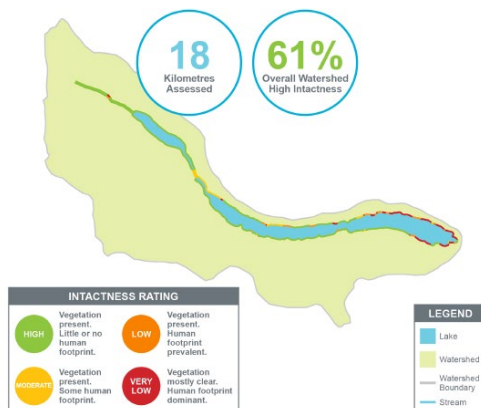 18
Kilometres
Assessed
61%
Overall Watershed
High Intactness
INTACTNESS RATING
HIGH
Vegetation
present.
Little or no
human
footprint.
LOW
Vegetation
present.
Human
footprint
prevalent.
MODERATE
Vegetation
present.
Some human
footprint.
VERY
LOW
Vegetation
mostly clear.
Human footprint
dominant.
LEGEND
Lake
Watershed
Watershed
Boundary
Stream